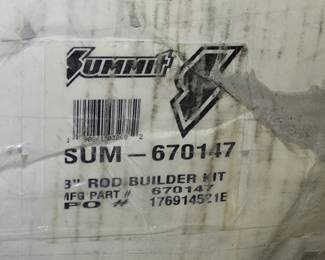 SUMMIT
SUM-670147
3" ROD BUILDER KIT
MFG PART # 670147
PO # 176914521E